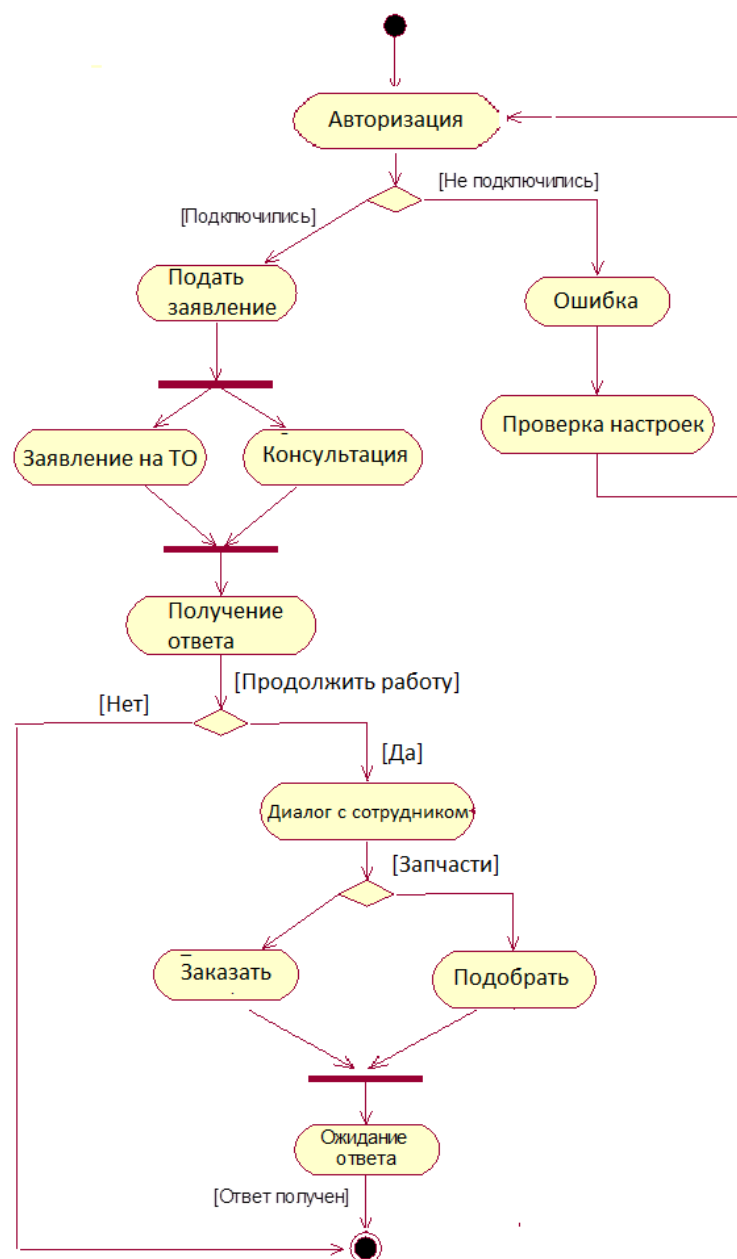 Авторизация
[Не подключились]
[Подключились]
Подать
заявление
Ошибка
Проверка настроек
Заявление на ТО
Консультация
Получение
ответа
[Продолжить работу]
[Нет]
[Да]
Диалог с сотрудником
[Запчасти]
Заказать
Подобрать
Ожидание
ответа
[Ответ получен]